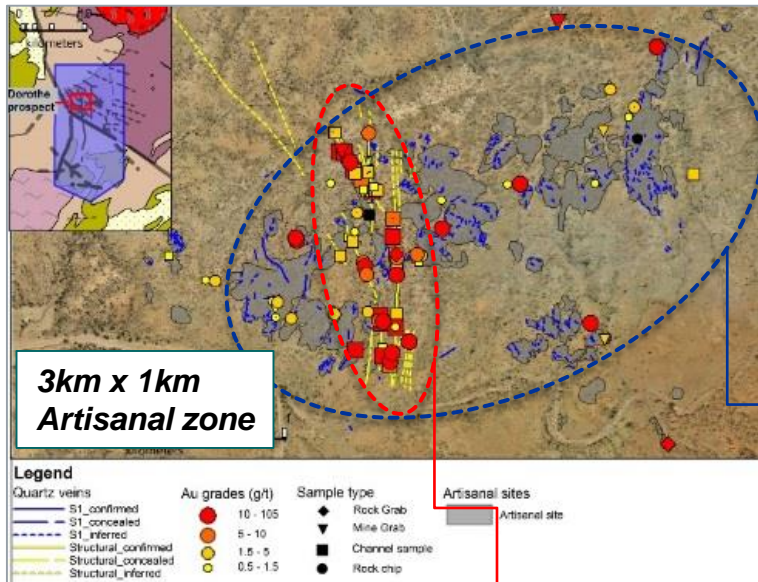 kilometers
Dorothe
prospect
3km x 1km
Artisanal zone
Legend
Quartz veins
S1_confirmed
S1_concealed
S1_inferred
Structural_confirmed
Structural_concealed
Structural_inferred
Au grades (g/t)
10 - 105
5 - 10
1.5 - 5
0.5 - 1.5
Sample type
Rock Grab
Mine Grab
Channel sample
Rock chip
Artisanal sites
Artisanal site